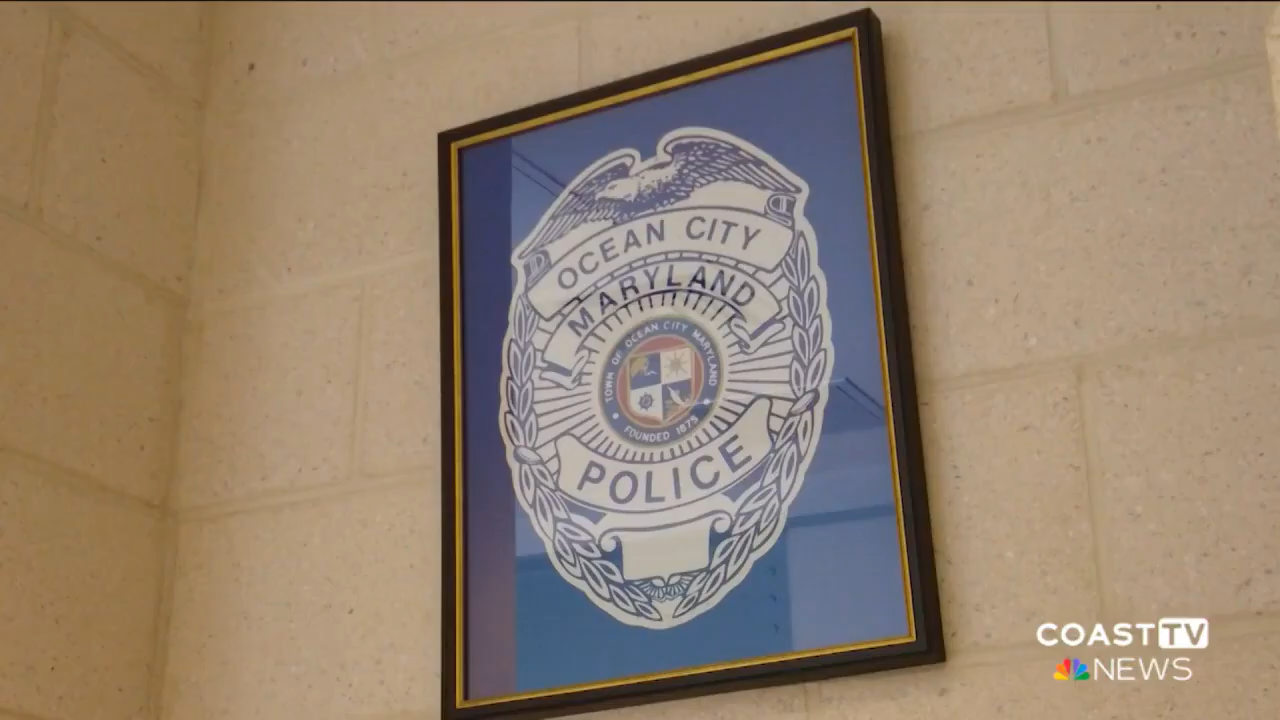 OCEAN CITY
MARYLAND
TOWN OF OCEAN CITY MARYLAND
FOUNDED 1875
POLICE
COAST TV
NEWS